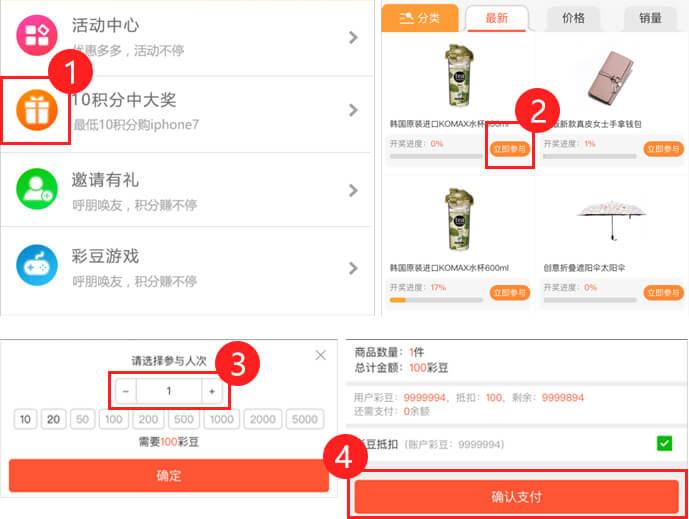 活动中心
优惠多多，活动不停
1
10积分中大奖
最低10积分购iphone7
邀请有礼
呼朋唤友，积分赚不停
彩豆游戏
呼朋唤友，积分赚不停
分类
最新
价格
销量
韩国原装进口KOMAX水杯600ml
开奖进度：0%
立即参与
2
新款真皮女士手拿钱包
开奖进度：1%
立即参与
韩国原装进口KOMAX水杯600ml
开奖进度：17%
立即参与
创意折叠遮阳伞太阳伞
开奖进度：0%
立即参与
请选择参与人次
3
− 1 +
10 20 50 100 200 500 1000 2000 5000
需要100彩豆
确定
商品数量：1件
总计金额：100彩豆
用户彩豆：9999994，抵扣：100，剩余：9999894
还需支付：0余额
彩豆抵扣（账户彩豆：9999994）
4
确认支付